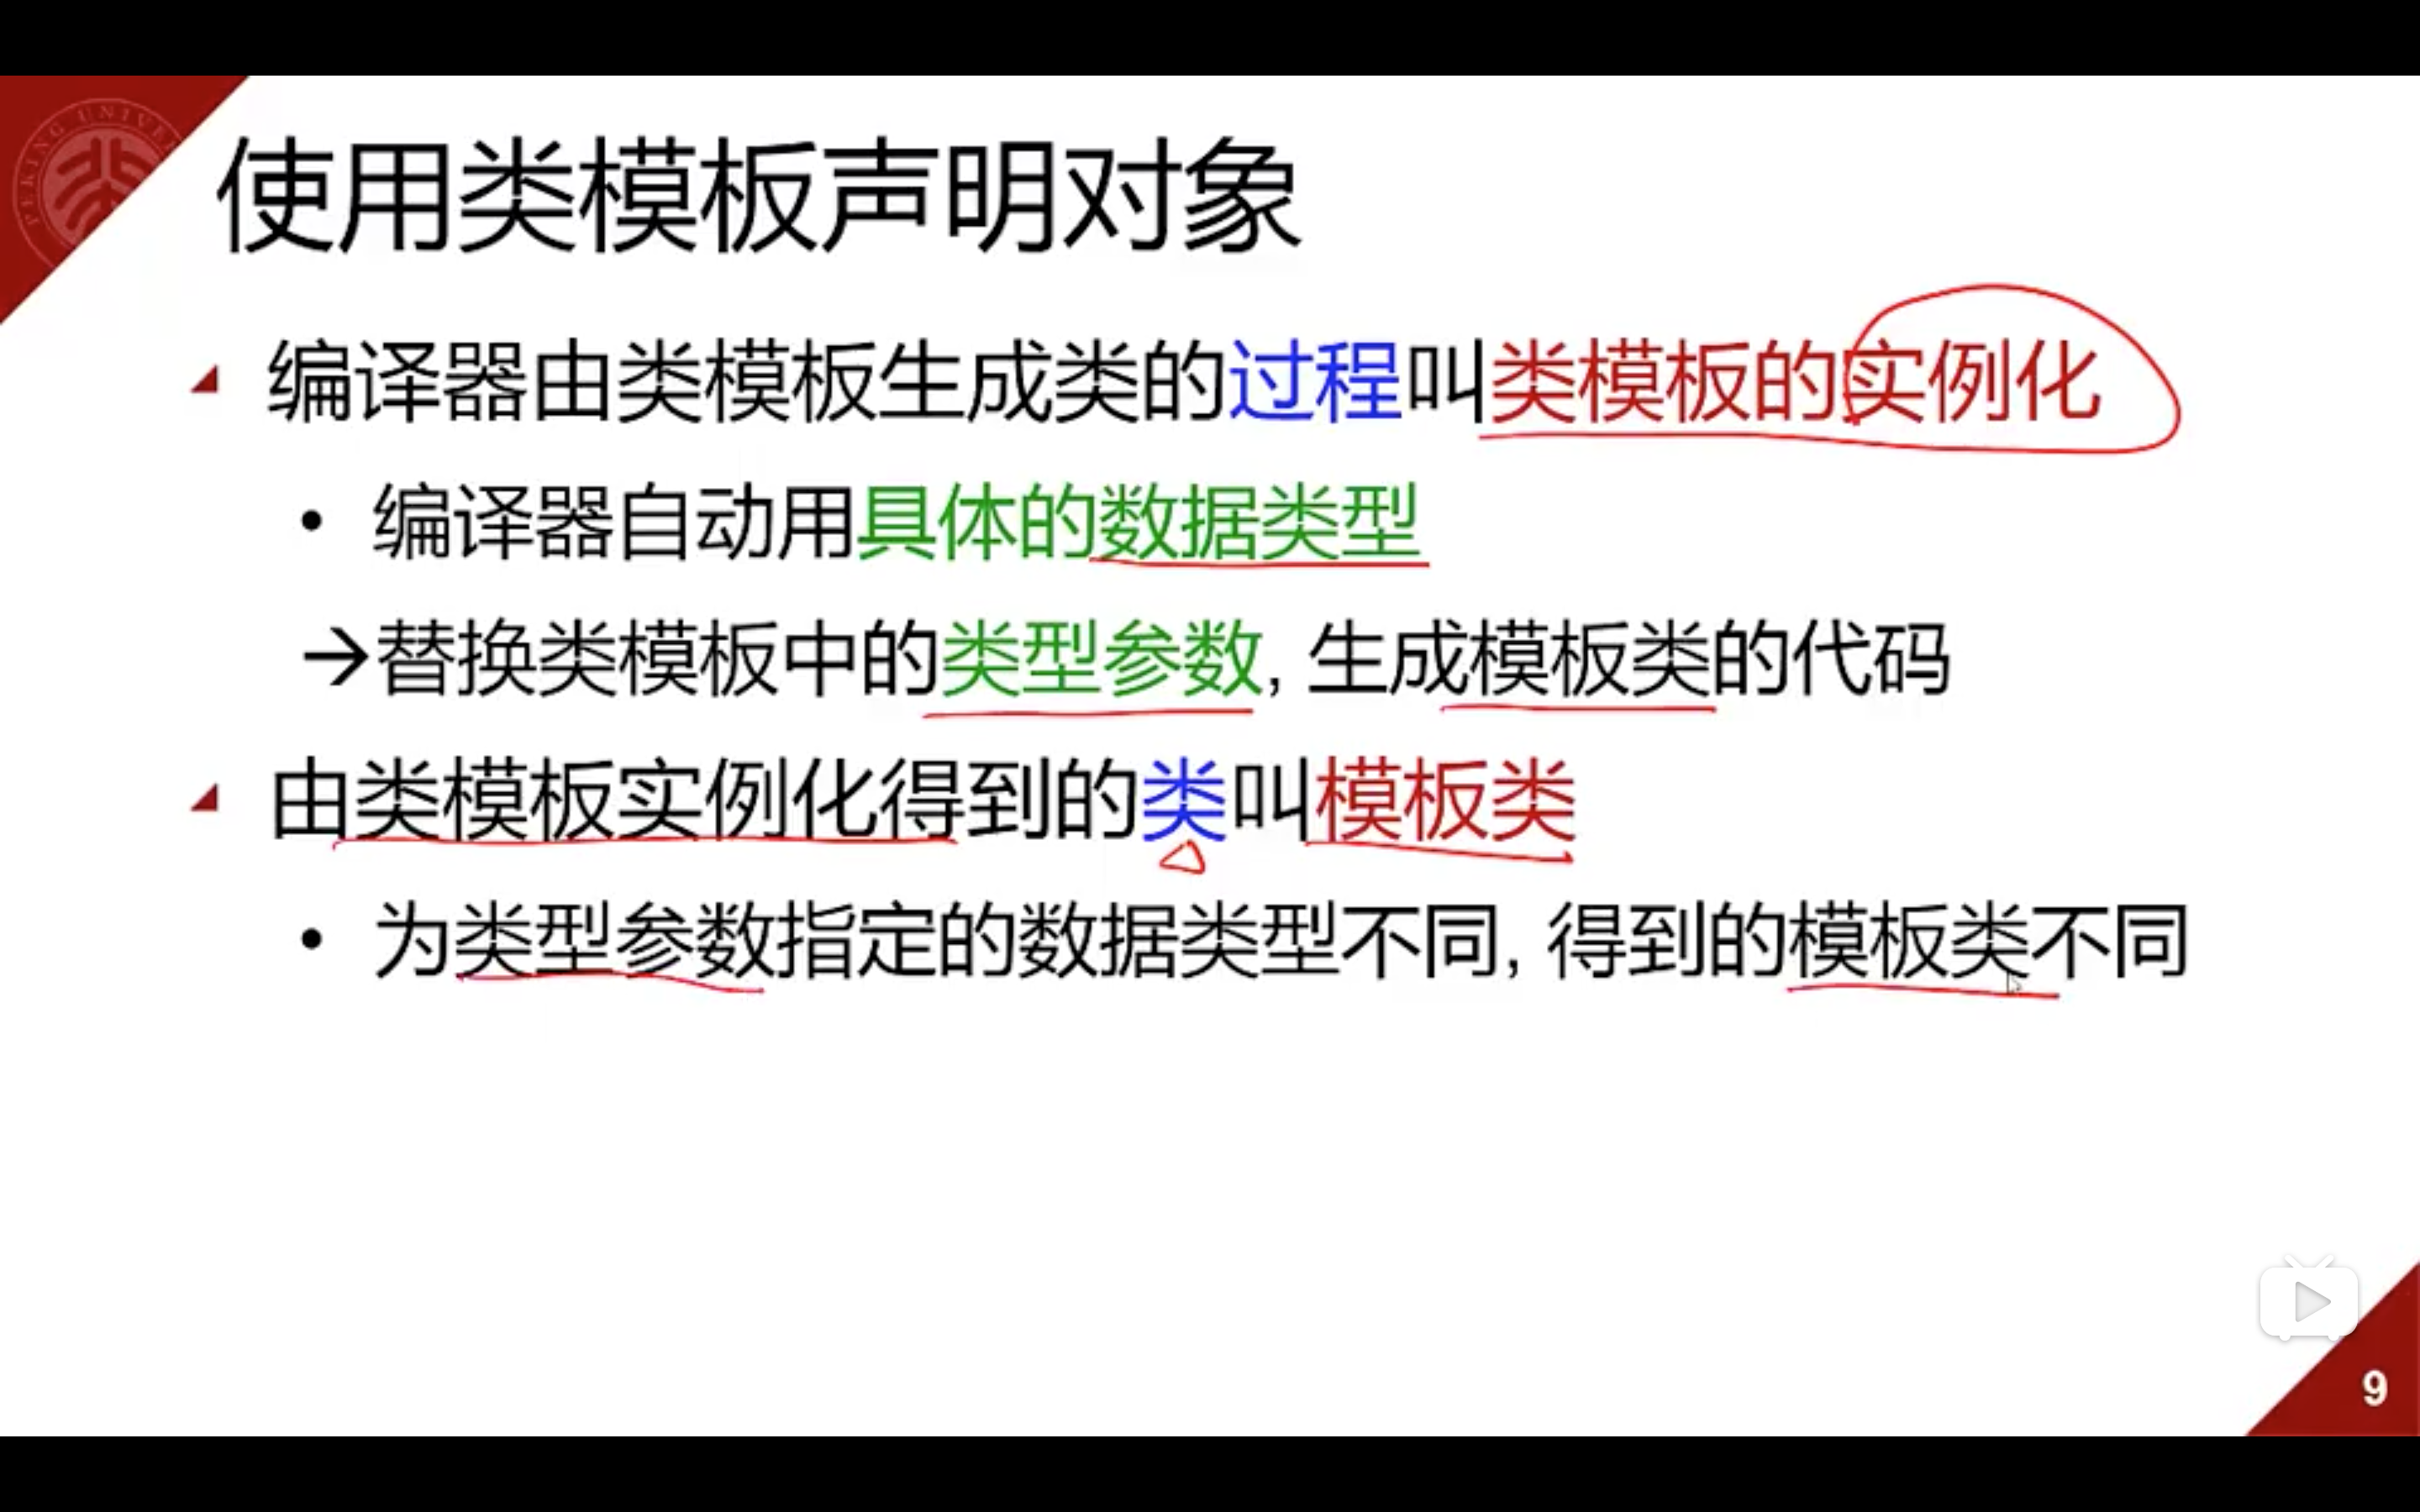 PEKING UNIVER
使用类模板声明对象
编译器由类模板生成类的过程叫类模板的实例化
• 编译器自动用具体的数据类型
→替换类模板中的类型参数, 生成模板类的代码
由类模板实例化得到的类叫模板类
• 为类型参数指定的数据类型不同, 得到的模板类不同
9